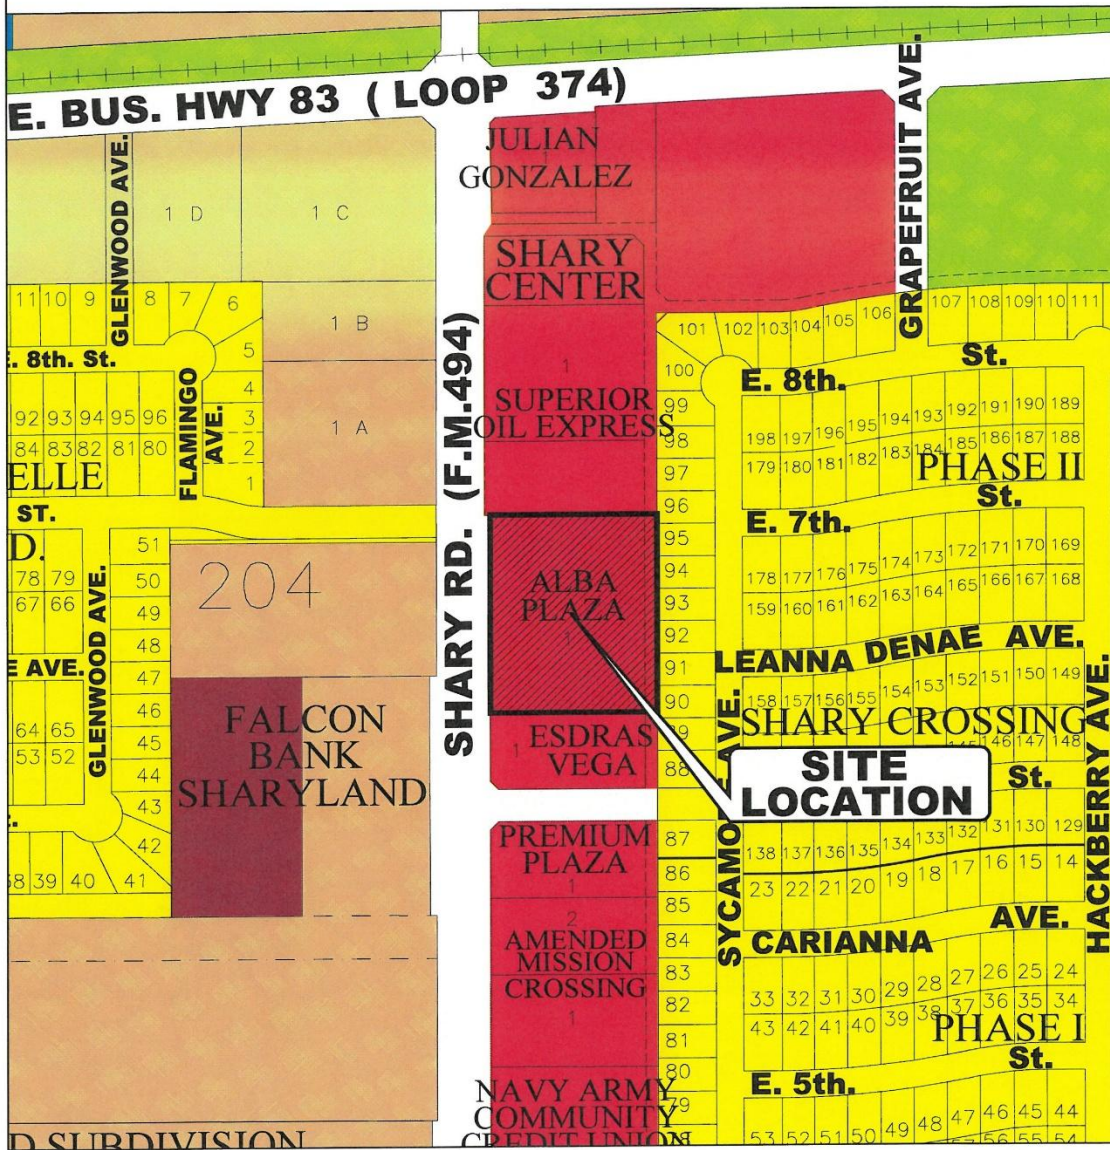 E. BUS. HWY 83 ( LOOP 374)
GRAPEFRUIT AVE.
GLENWOOD AVE.
JULIAN
GONZALEZ
1
1 D
1 C
SHARY
CENTER
11 10 9 8 7 6
5
4
3
2
1
1 B
1 A
101 102 103 104 105 106
107 108 109 110 111
E. 8th. St.
FLAMINGO
AVE.
92 93 94 95 96
84 83 82 81 80
ELLE
ST.
SHARY RD. (F.M.494)
1
SUPERIOR
OIL EXPRESS
100
99
98
97
96
95
94
93
92
91
90
88
E. 8th. St.
198 197 196 195 194 193 192 191 190 189
179 180 181 182 183 184 185 186 187 188
PHASE II
E. 7th. St.
178 177 176 175 174 173 172 171 170 169
159 160 161 162 163 164 165 166 167 168
LEANNA DENAE AVE.
158 157 156 155 154 153 152 151 150 149
SHARY CROSSING
146 147 148
St.
D.
78 79
67 66
E AVE.
64 65
53 52
GLENWOOD AVE.
51
50
49
48
47
46
45
44
43
42
41
40
39
204
FALCON
BANK
SHARYLAND
ALBA
PLAZA
1
ESDRAS
VEGA
1
SITE
LOCATION
SYCAMO AVE.
HACKBERRY AVE.
PREMIUM
PLAZA
1
2
AMENDED
MISSION
CROSSING
1
NAVY ARMY
COMMUNITY
CREDIT UNION
87
86
85
84
83
82
81
80
79
138 137 136 135 134 133 132 131 130 129
23 22 21 20 19 18 17 16 15 14
CARIANNA AVE.
33 32 31 30 29 28 27 26 25 24
43 42 41 40 39 38 37 36 35 34
PHASE I
E. 5th. St.
53 52 51 50 49 48 47 46 45 44
56 55 54
D SUBDIVISION